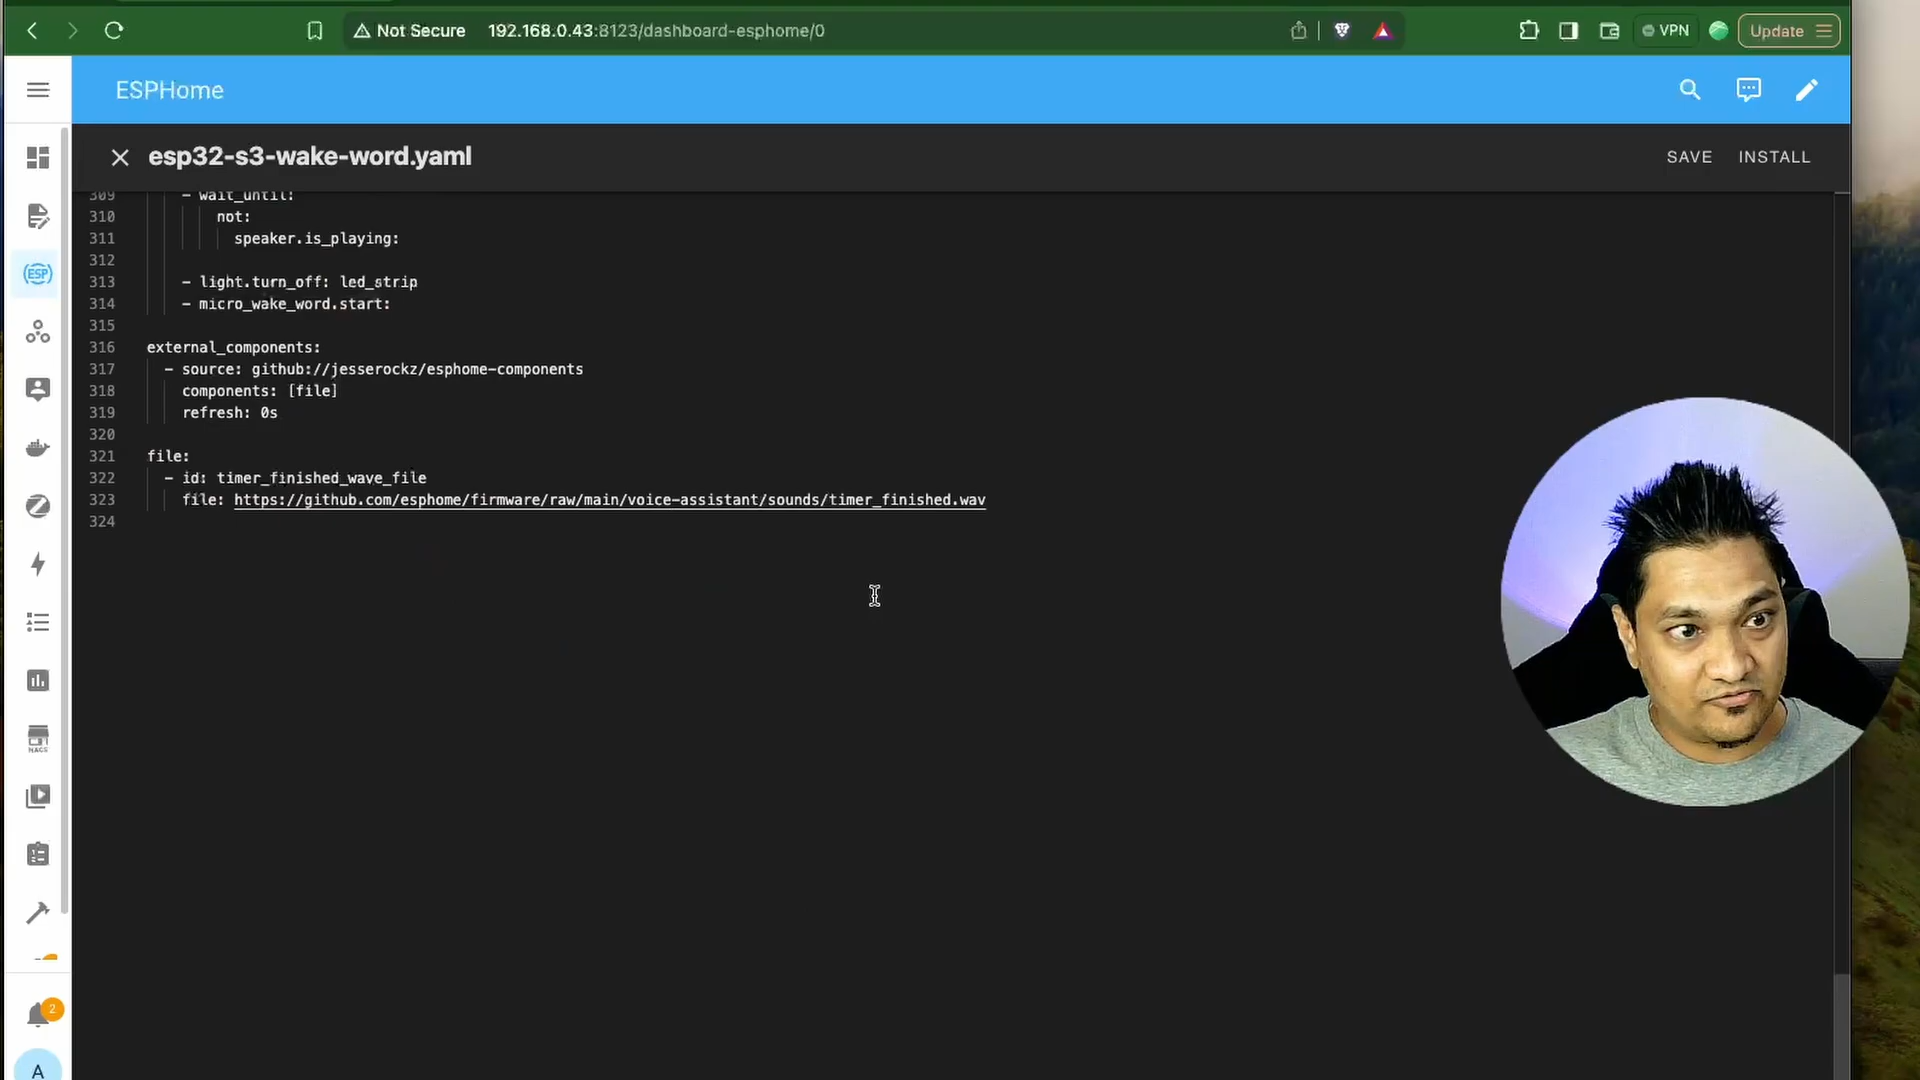 Not Secure 192.168.0.43:8123/dashboard-esphome/0
VPN
Update
ESPHome
esp32-s3-wake-word.yaml
SAVE INSTALL
309 - wait_until:
310 not:
311 speaker.is_playing:
312
313 - light.turn_off: led_strip
314 - micro_wake_word.start:
315
316 external_components:
317 - source: github://jesserockz/esphome-components
318 components: [file]
319 refresh: 0s
320
321 file:
322 - id: timer_finished_wave_file
323 file: https://github.com/esphome/firmware/raw/main/voice-assistant/sounds/timer_finished.wav
324
ESP
HACS
2
A